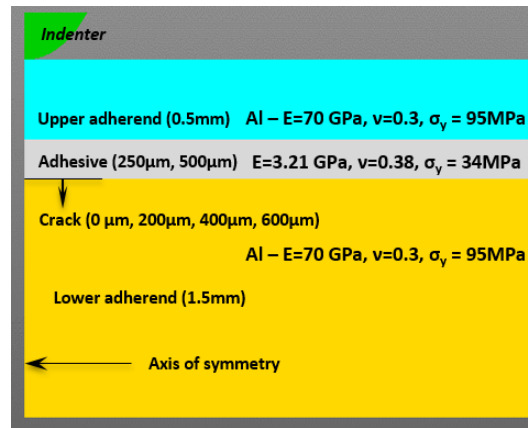 Indenter
Upper adherend (0.5mm) Al – E=70 GPa, ν=0.3, σy = 95MPa
Adhesive (250µm, 500µm) E=3.21 GPa, ν=0.38, σy = 34MPa
Crack (0 µm, 200µm, 400µm, 600µm)
Al – E=70 GPa, ν=0.3, σy = 95MPa
Lower adherend (1.5mm)
Axis of symmetry